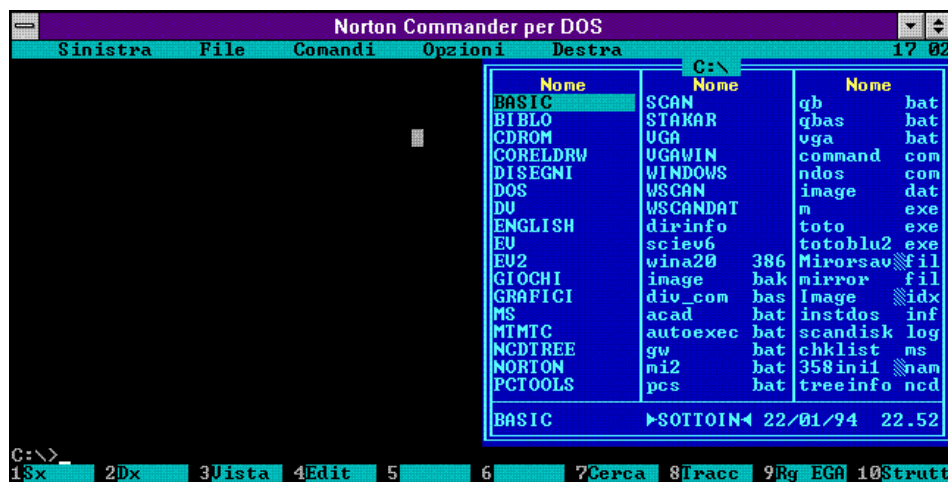 Norton Commander per DOS
Sinistra File Comandi Opzioni Destra 17 02
C:\
Nome Nome Nome
BASIC SCAN qb bat
BIBLO STAKAR qbas bat
CDROM VGA vga bat
CORELDRW VGAWIN command com
DISEGNI WINDOWS ndos com
DOS WSCAN image dat
DV WSCANDAT m exe
ENGLISH dirinfo toto exe
EV sciev6 totoblu2 exe
EV2 wina20 386 Mirorsav▒fil
GIOCHI image bak mirror fil
GRAFICI div_com bas Image ▒idx
MS acad bat instdos inf
MTMTC autoexec bat scandisk log
NCDTREE gw bat chklist ms
NORTON mi2 bat 358ini1 ▒nam
PCTOOLS pcs bat treeinfo ncd
BASIC ►SOTTOIN◄ 22/01/94 22.52
C:\>_
1Sx 2Dx 3Vista 4Edit 5 6 7Cerca 8Tracc 9Rg EGA 10Strutt